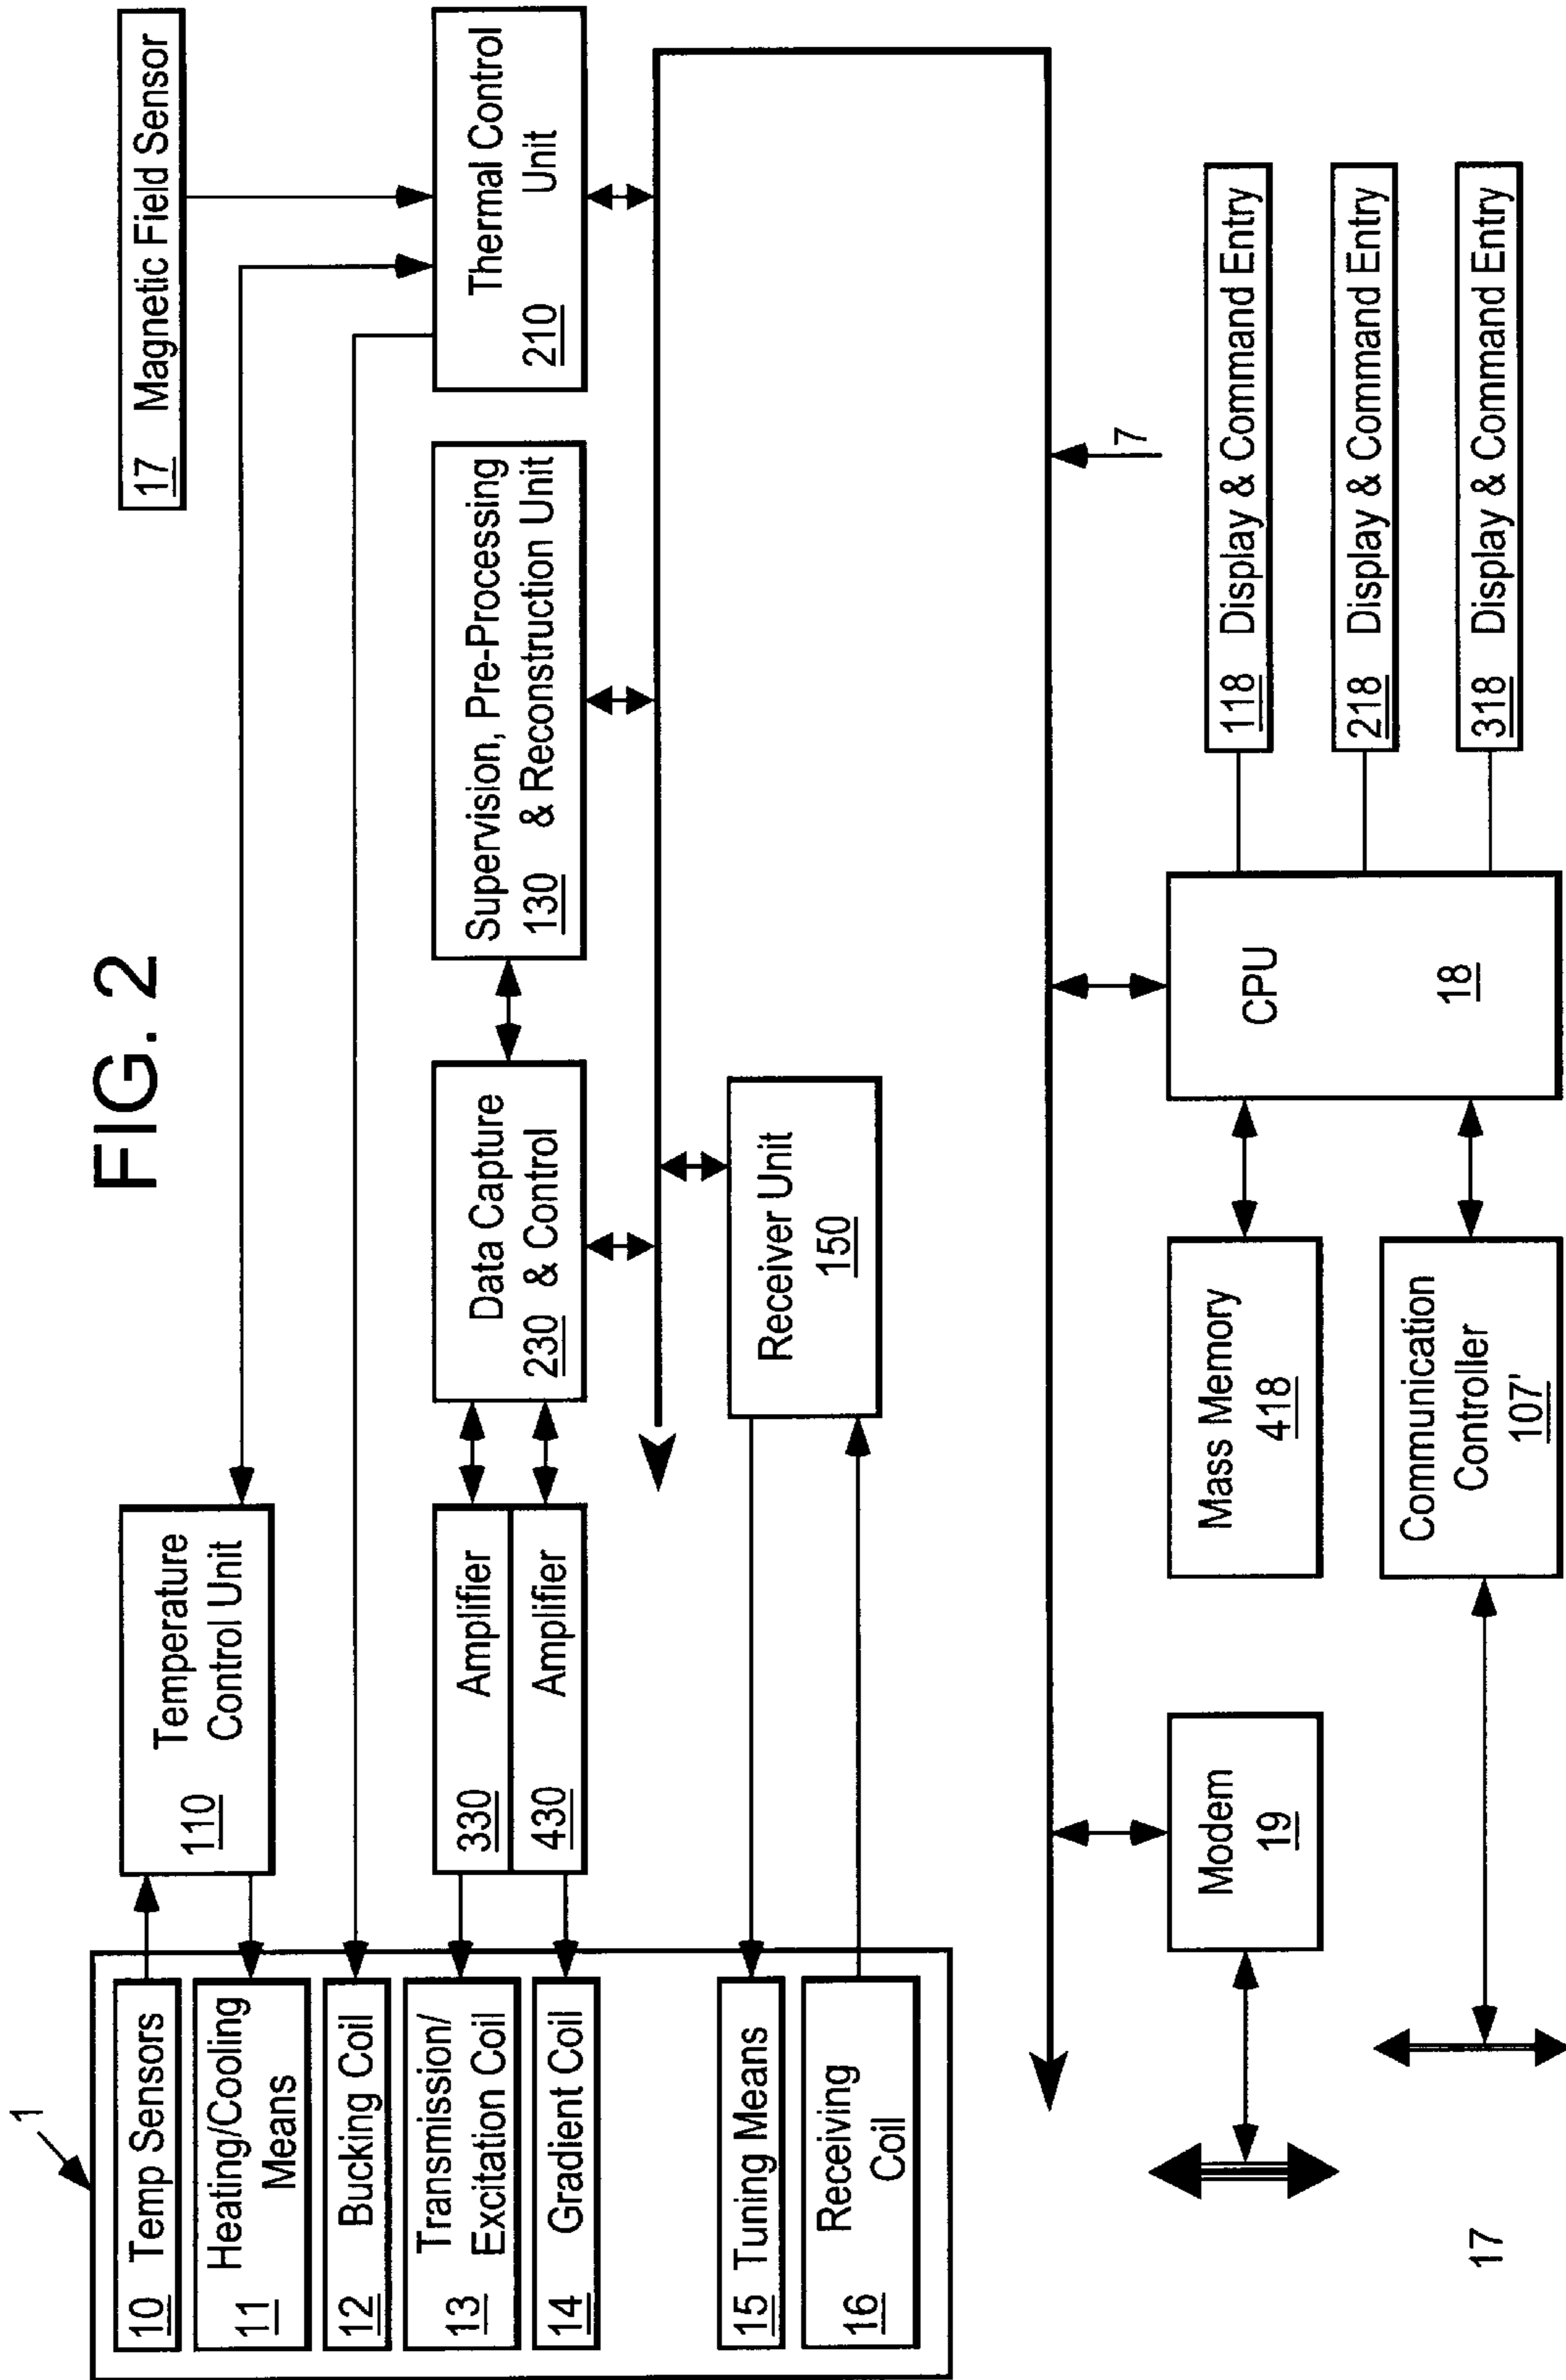 FIG. 2
1
10 Temp Sensors
Heating/Cooling
11 Means
12 Bucking Coil
Transmission/
13 Excitation Coil
14 Gradient Coil
15 Tuning Means
Receiving
16 Coil
Temperature
110 Control Unit
330 Amplifier
430 Amplifier
Data Capture
230 & Control
Supervision, Pre-Processing
130 & Reconstruction Unit
17 Magnetic Field Sensor
Thermal Control
210 Unit
Receiver Unit
150
7
Modem
19
Mass Memory
418
Communication
Controller
107'
CPU
18
118 Display & Command Entry
218 Display & Command Entry
318 Display & Command Entry
17